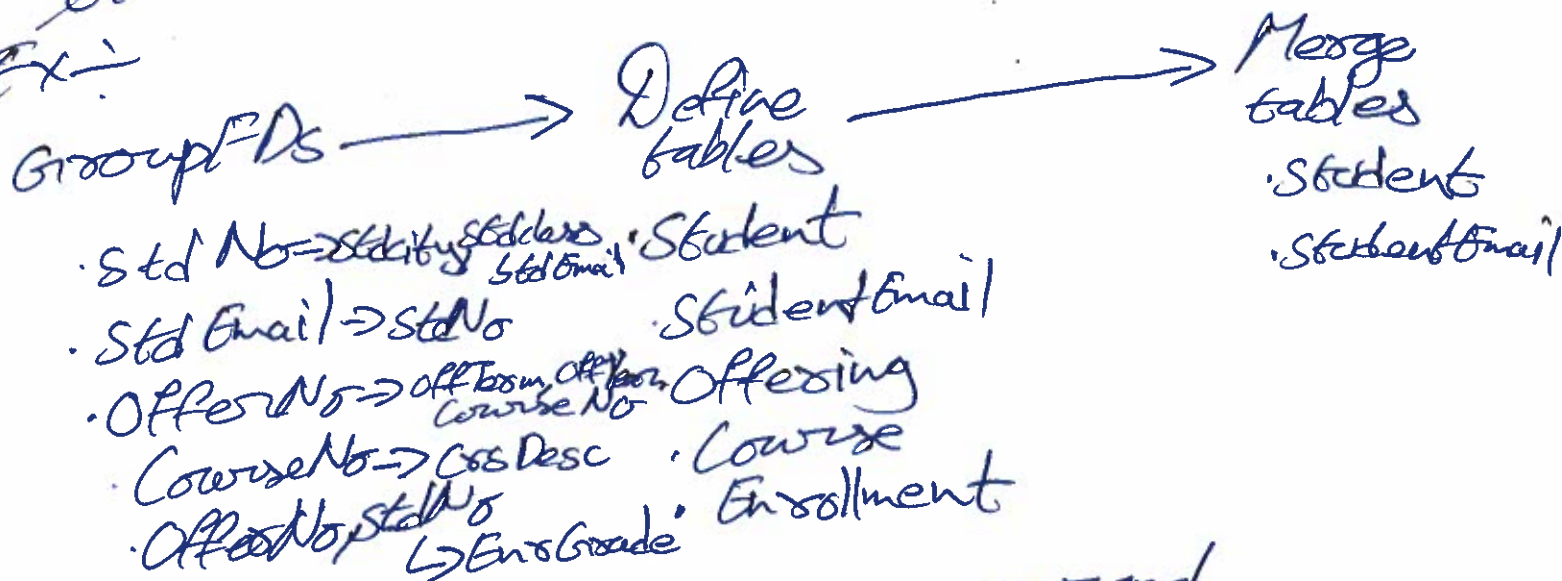 Ex :-
GroupFDs → Define tables → Merge tables
· StdNo => StdCity, StdClass, StdEmail · Student · Student
· StdEmail => StdNo · StudentEmail · StudentEmail
· OfferNo => OffTerm, OffYear, CourseNo · Offering
· CourseNo => CrsDesc · Course
· OfferNo, StdNo · Enrollment
↳ EnrGrade